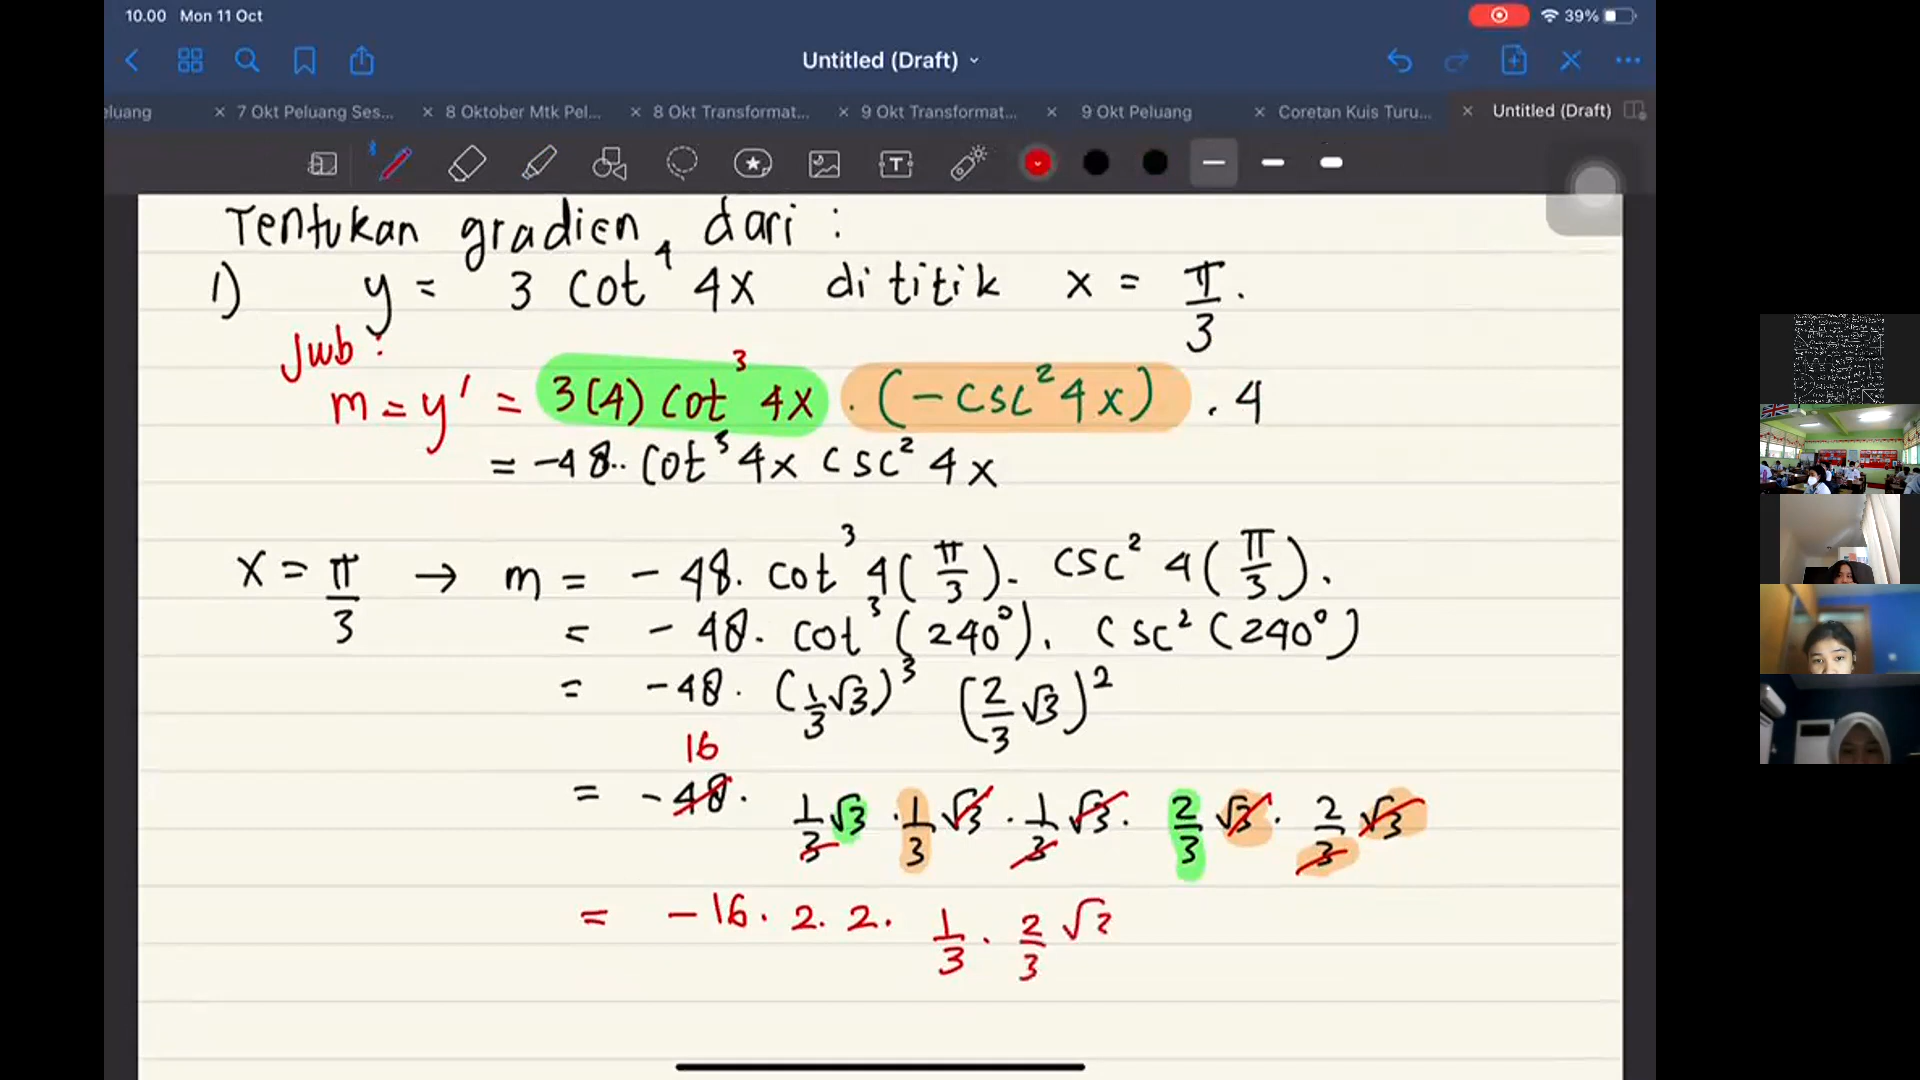 10.00 Mon 11 Oct
39%
Untitled (Draft)
eluang
7 Okt Peluang Ses...
8 Oktober Mtk Pel...
8 Okt Transformat...
9 Okt Transformat...
9 Okt Peluang
Coretan Kuis Turu...
Untitled (Draft)
Tentukan gradien dari :
1) y = 3 cot⁴ 4x di titik x = π/3 .
Jwb :
m = y' = 3(4) cot³ 4x . (-csc² 4x) . 4
= -48 . cot³ 4x csc² 4x
x = π/3 → m = - 48. cot³ 4(π/3) . csc² 4(π/3).
= - 48. cot³ (240°). csc² (240°)
= -48 . (1/3 √3)³ (2/3 √3)²
16
= -48 . 1/3 √3 . 1/3 √3 . 1/3 √3 . 2/3 √3 . 2/3 √3
= -16. 2. 2. 1/3 . 2/3 √